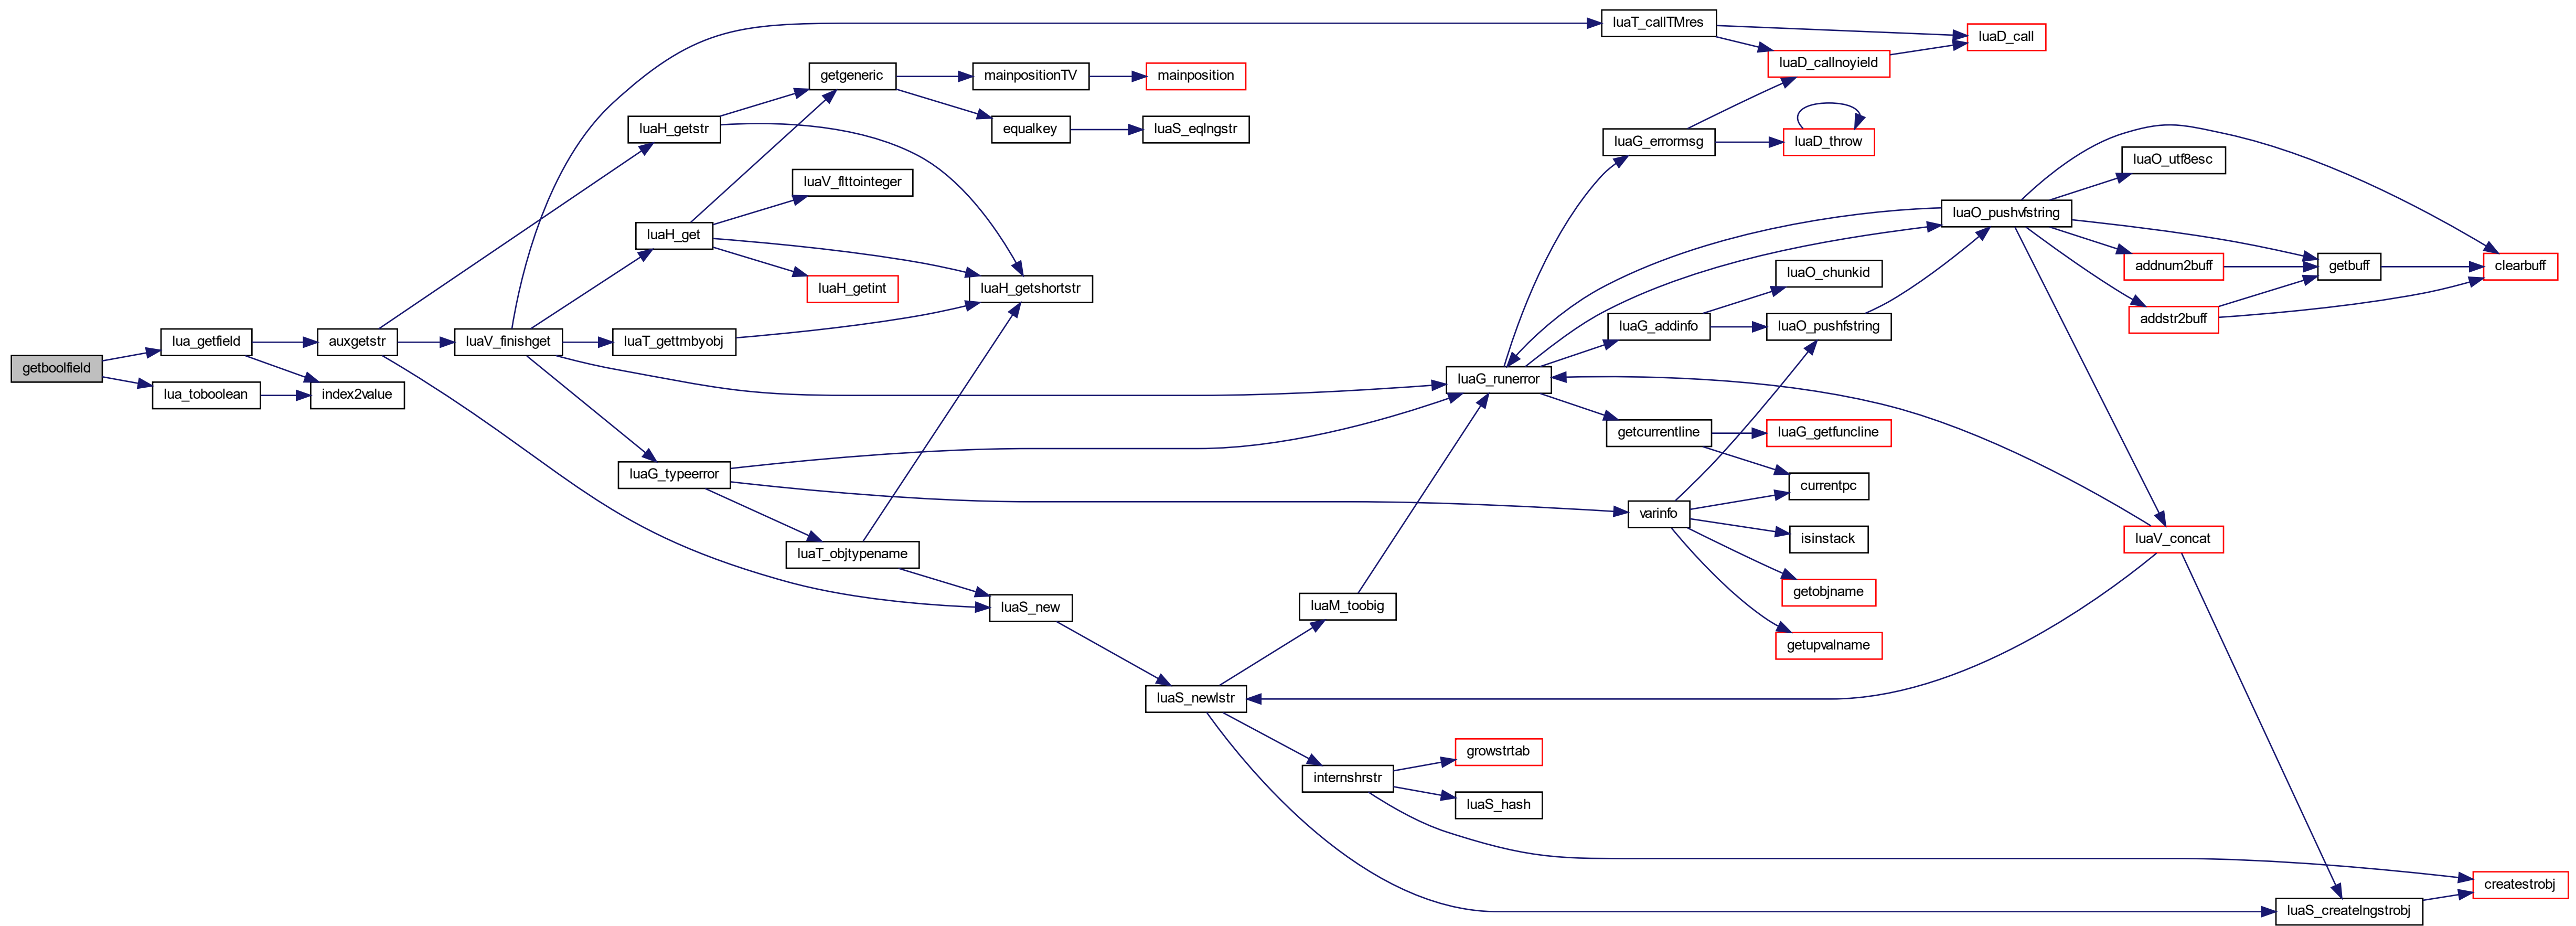 getboolfield
lua_getfield
lua_toboolean
auxgetstr
index2value
luaV_finishget
luaH_getstr
luaH_get
luaT_gettmbyobj
luaG_typeerror
getgeneric
luaV_flttointeger
luaH_getint
luaT_objtypename
mainpositionTV
equalkey
luaH_getshortstr
luaS_new
mainposition
luaS_eqlngstr
luaS_newlstr
luaM_toobig
internshrstr
luaG_runerror
growstrtab
luaS_hash
luaT_callTMres
luaG_errormsg
luaG_addinfo
getcurrentline
varinfo
luaD_callnoyield
luaD_throw
luaO_chunkid
luaO_pushfstring
luaG_getfuncline
currentpc
isinstack
getobjname
getupvalname
luaD_call
luaO_pushvfstring
luaO_utf8esc
addnum2buff
addstr2buff
luaV_concat
getbuff
luaS_createlngstrobj
clearbuff
createstrobj